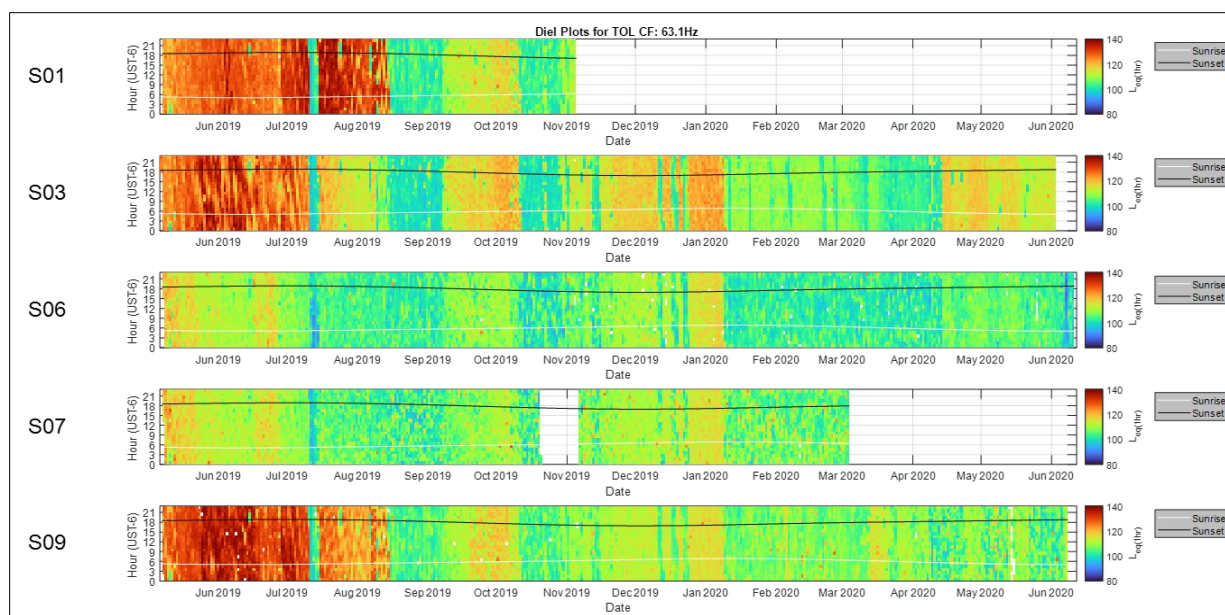 Diel Plots for TOL CF: 63.1Hz
S01
Hour (UST-6)
21
18
15
12
9
6
3
0
Jun 2019 Jul 2019 Aug 2019 Sep 2019 Oct 2019 Nov 2019 Dec 2019 Jan 2020 Feb 2020 Mar 2020 Apr 2020 May 2020 Jun 2020
Date
140
120
100
80
Leq(1hr)
Sunrise
Sunset
S03
Hour (UST-6)
21
18
15
12
9
6
3
0
Jun 2019 Jul 2019 Aug 2019 Sep 2019 Oct 2019 Nov 2019 Dec 2019 Jan 2020 Feb 2020 Mar 2020 Apr 2020 May 2020 Jun 2020
Date
140
120
100
80
Leq(1hr)
Sunrise
Sunset
S06
Hour (UST-6)
21
18
15
12
9
6
3
0
Jun 2019 Jul 2019 Aug 2019 Sep 2019 Oct 2019 Nov 2019 Dec 2019 Jan 2020 Feb 2020 Mar 2020 Apr 2020 May 2020 Jun 2020
Date
140
120
100
80
Leq(1hr)
Sunrise
Sunset
S07
Hour (UST-6)
21
18
15
12
9
6
3
0
Jun 2019 Jul 2019 Aug 2019 Sep 2019 Oct 2019 Nov 2019 Dec 2019 Jan 2020 Feb 2020 Mar 2020 Apr 2020 May 2020 Jun 2020
Date
140
120
100
80
Leq(1hr)
Sunrise
Sunset
S09
Hour (UST-6)
21
18
15
12
9
6
3
0
Jun 2019 Jul 2019 Aug 2019 Sep 2019 Oct 2019 Nov 2019 Dec 2019 Jan 2020 Feb 2020 Mar 2020 Apr 2020 May 2020 Jun 2020
Date
140
120
100
80
Leq(1hr)
Sunrise
Sunset